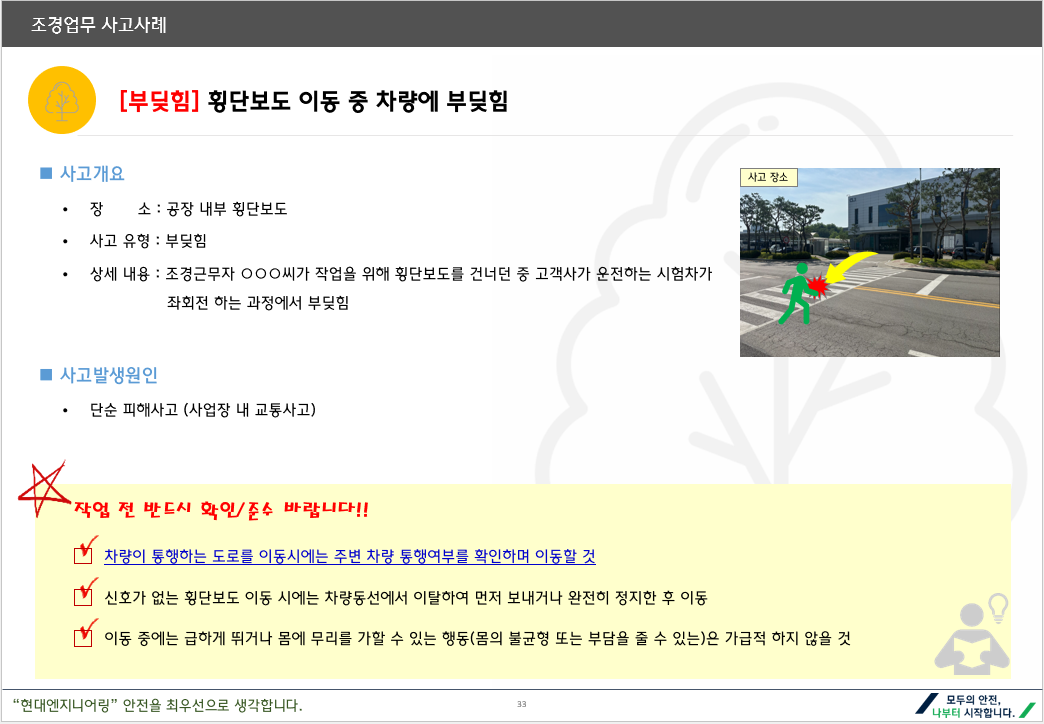 조경업무 사고사례
[부딪힘] 횡단보도 이동 중 차량에 부딪힘
■ 사고개요
• 장 소 : 공장 내부 횡단보도
• 사고 유형 : 부딪힘
• 상세 내용 : 조경근무자 ○○○씨가 작업을 위해 횡단보도를 건너던 중 고객사가 운전하는 시험차가
좌회전 하는 과정에서 부딪힘
사고 장소
■ 사고발생원인
• 단순 피해사고 (사업장 내 교통사고)
작업 전 반드시 확인/준수 바랍니다!!
차량이 통행하는 도로를 이동시에는 주변 차량 통행여부를 확인하며 이동할 것
신호가 없는 횡단보도 이동 시에는 차량동선에서 이탈하여 먼저 보내거나 완전히 정지한 후 이동
이동 중에는 급하게 뛰거나 몸에 무리를 가할 수 있는 행동(몸의 불균형 또는 부담을 줄 수 있는)은 가급적 하지 않을 것
“현대엔지니어링” 안전을 최우선으로 생각합니다.
33
모두의 안전,
나부터 시작합니다.